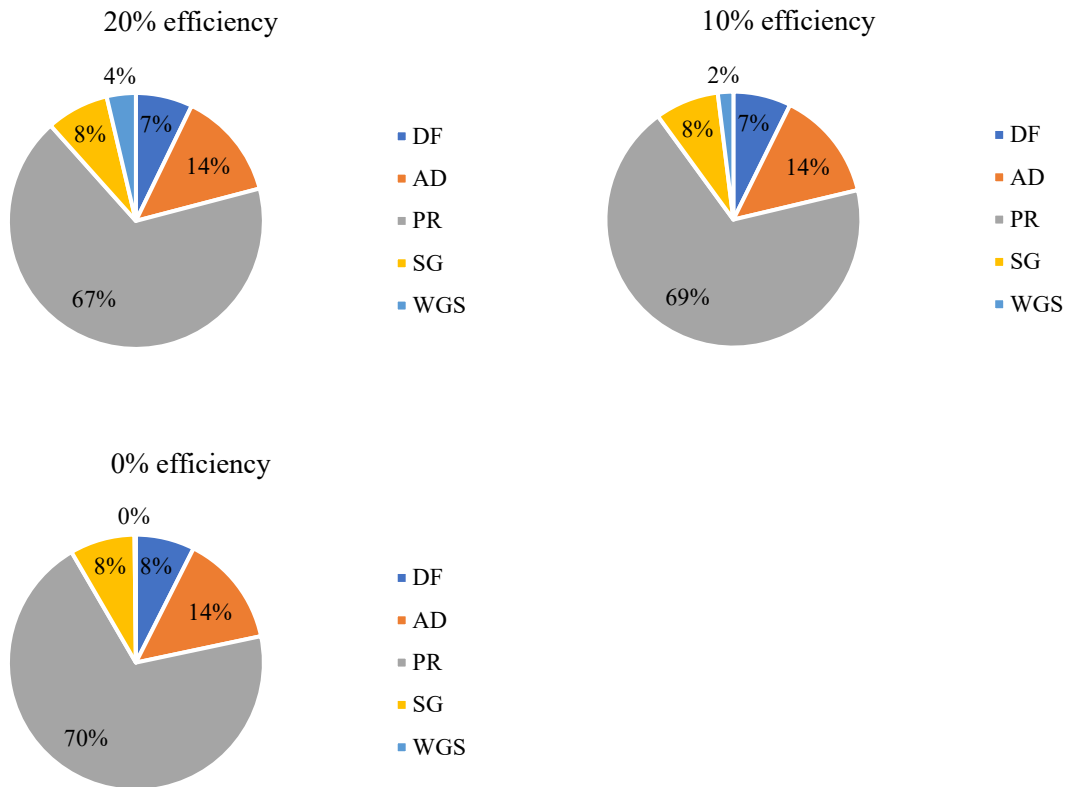 20% efficiency
4%
7%
8%
14%
67%
DF
AD
PR
SG
WGS
10% efficiency
2%
7%
8%
14%
69%
DF
AD
PR
SG
WGS
0% efficiency
0%
8%
8%
14%
70%
DF
AD
PR
SG
WGS